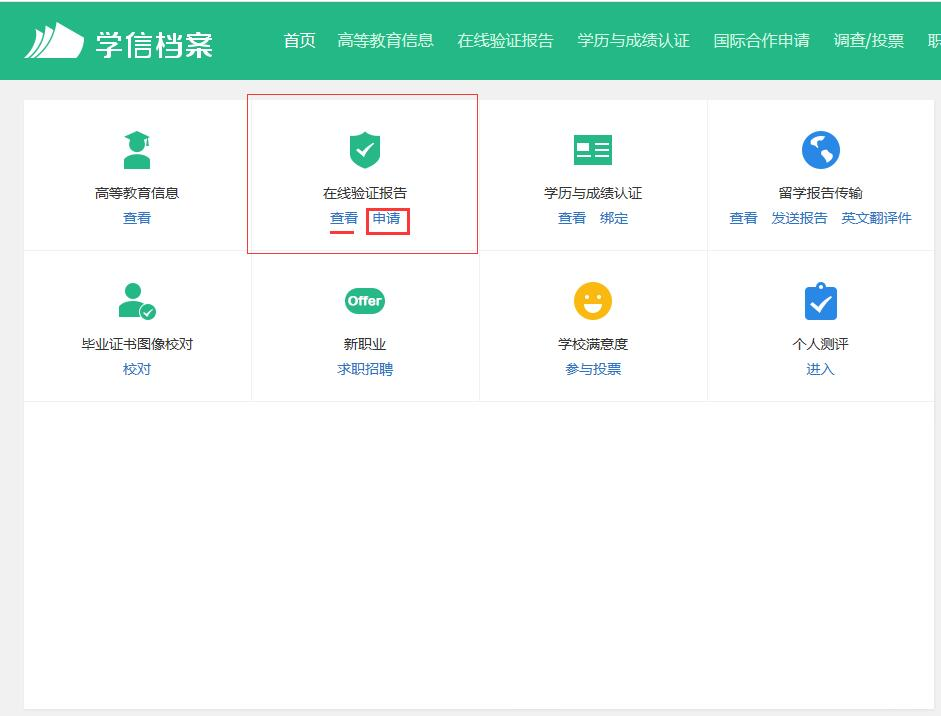 学信档案 首页 高等教育信息 在线验证报告 学历与成绩认证 国际合作申请 调查/投票 职
高等教育信息 在线验证报告 学历与成绩认证 留学报告传输
查看 查看 申请 查看 绑定 查看 发送报告 英文翻译件
Offer
毕业证书图像校对 新职业 学校满意度 个人测评
校对 求职招聘 参与投票 进入